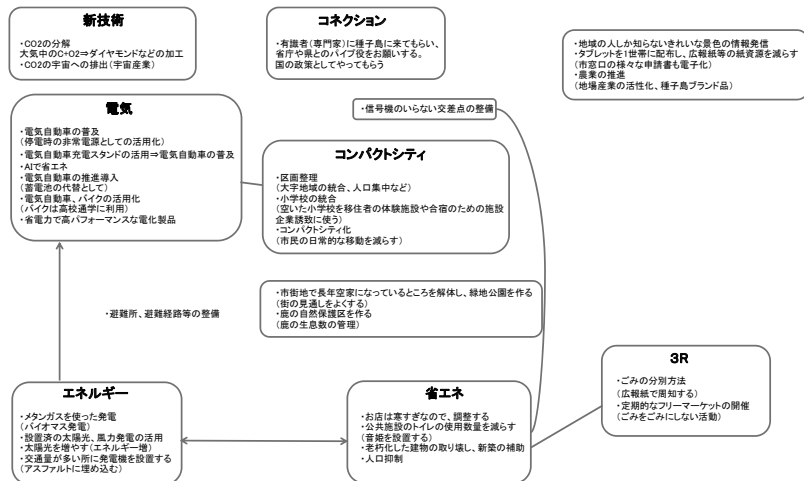 新技術
・CO2の分解
大気中のC+O2⇒ダイヤモンドなどの加工
・CO2の宇宙への排出(宇宙産業)
コネクション
・有識者(専門家)に種子島に来てもらい、
省庁や県とのパイプ役をお願いする。
国の政策としてやってもらう
・地域の人しか知らないきれいな景色の情報発信
・タブレットを1世帯に配布し、広報紙等の紙資源を減らす
(市窓口の様々な申請書も電子化)
・農業の推進
(地場産業の活性化、種子島ブランド品)
電気
・電気自動車の普及
(停電時の非常電源としての活用化)
・電気自動車充電スタンドの活用⇒電気自動車の普及
・AIで省エネ
・電気自動車の推進導入
(蓄電池の代替として)
・電気自動車、バイクの活用化
(バイクは高校通学に利用)
・省電力で高パフォーマンスな電化製品
・信号機のいらない交差点の整備
コンパクトシティ
・区画整理
(大字地域の統合、人口集中など)
・小学校の統合
(空いた小学校を移住者の体験施設や合宿のための施設
企業誘致に使う)
・コンパクトシティ化
(市民の日常的な移動を減らす)
・市街地で長年空家になっているところを解体し、緑地公園を作る
(街の見通しをよくする)
・鹿の自然保護区を作る
(鹿の生息数の管理)
・避難所、避難経路等の整備
エネルギー
・メタンガスを使った発電
(バイオマス発電)
・設置済の太陽光、風力発電の活用
・太陽光を増やす(エネルギー増)
・交通量が多い所に発電機を設置する
(アスファルトに埋め込む)
省エネ
・お店は寒すぎなので、調整する
・公共施設のトイレの使用数量を減らす
(音姫を設置する)
・老朽化した建物の取り壊し、新築の補助
・人口抑制
3R
・ごみの分別方法
(広報紙で周知する)
・定期的なフリーマーケットの開催
(ごみをごみにしない活動)